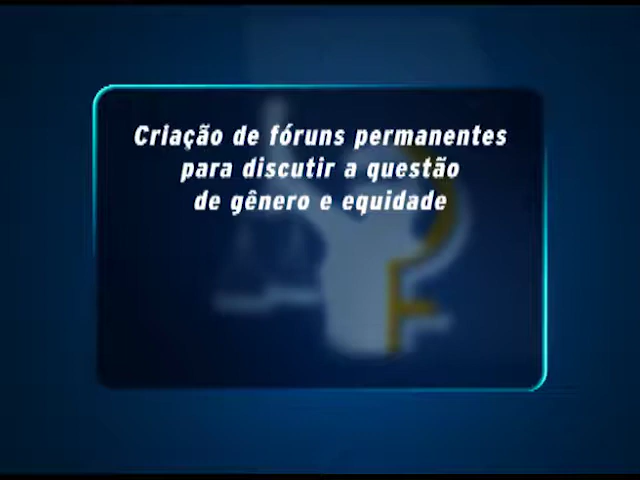 Criação de fóruns permanentes
para discutir a questão
de gênero e equidade